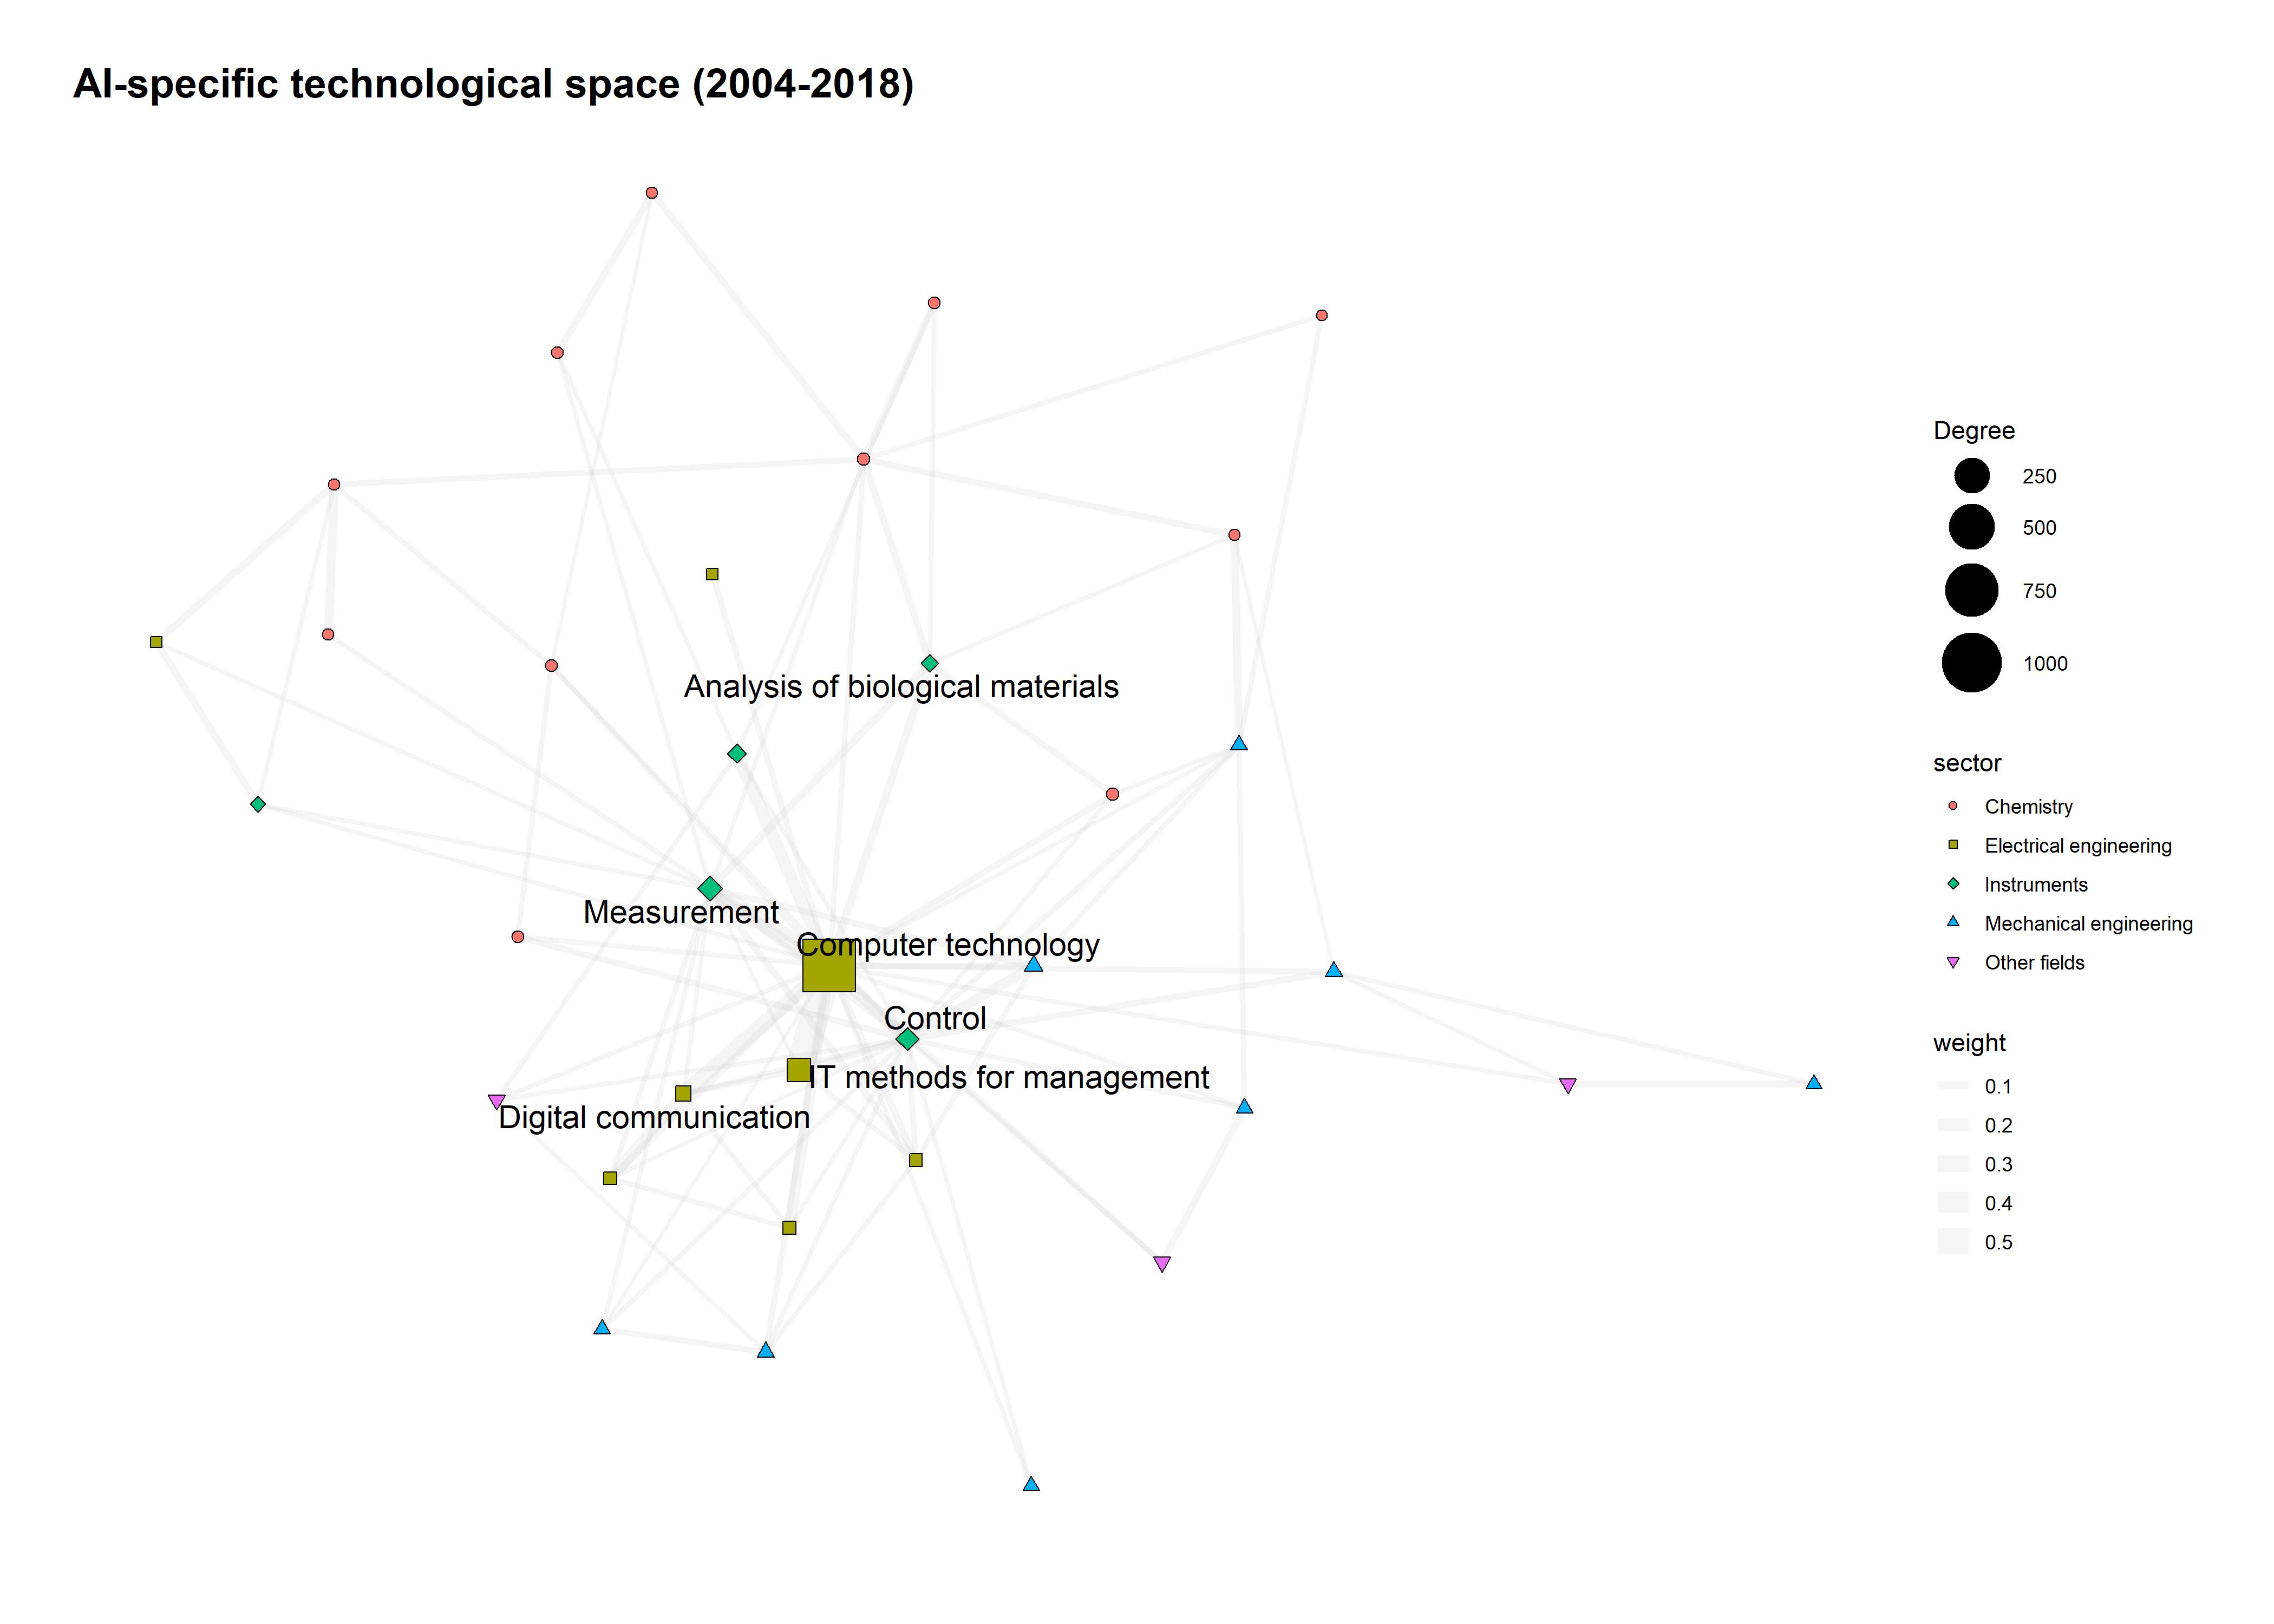 AI-specific technological space (2004-2018)
Degree
250
500
750
1000
Analysis of biological materials
sector
Chemistry
Electrical engineering
Instruments
Mechanical engineering
Other fields
Measurement
Computer technology
Control
IT methods for management
Digital communication
weight
0.1
0.2
0.3
0.4
0.5